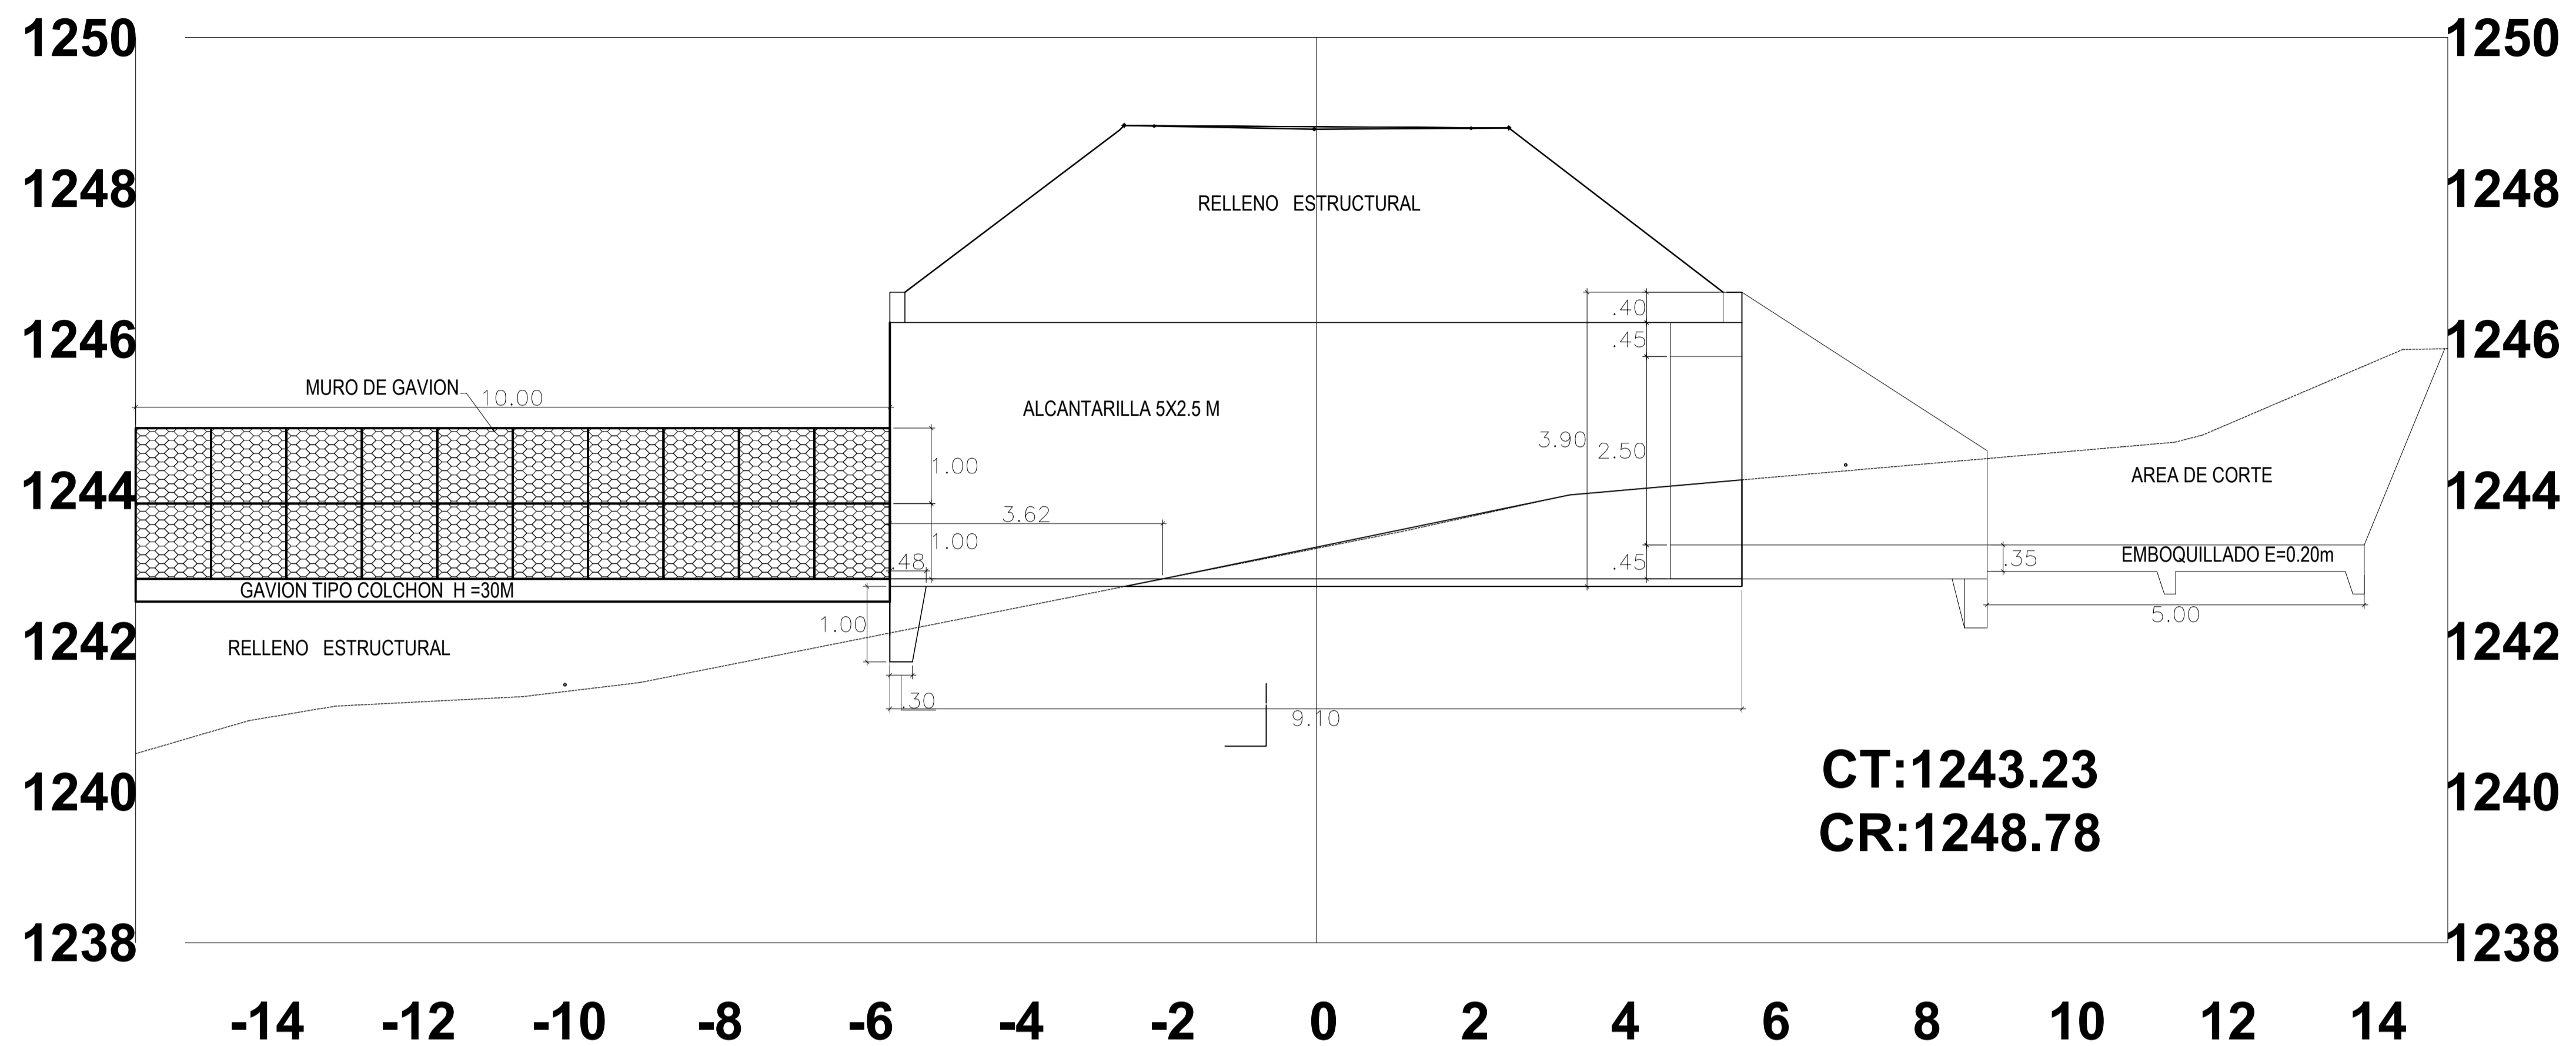 1250
1250
1248
1248
RELLENO ESTRUCTURAL
.40
1246
1246
.45
MURO DE GAVION
10.00
ALCANTARILLA 5X2.5 M
3.90
2.50
1.00
AREA DE CORTE
1244
1244
3.62
1.00
.48
.45
.35
EMBOQUILLADO E=0.20m
GAVION TIPO COLCHON H =30M
5.00
1.00
1242
1242
RELLENO ESTRUCTURAL
.30
9.10
CT:1243.23
1240
1240
CR:1248.78
1238
1238
-14 -12 -10 -8 -6 -4 -2 0 2 4 6 8 10 12 14